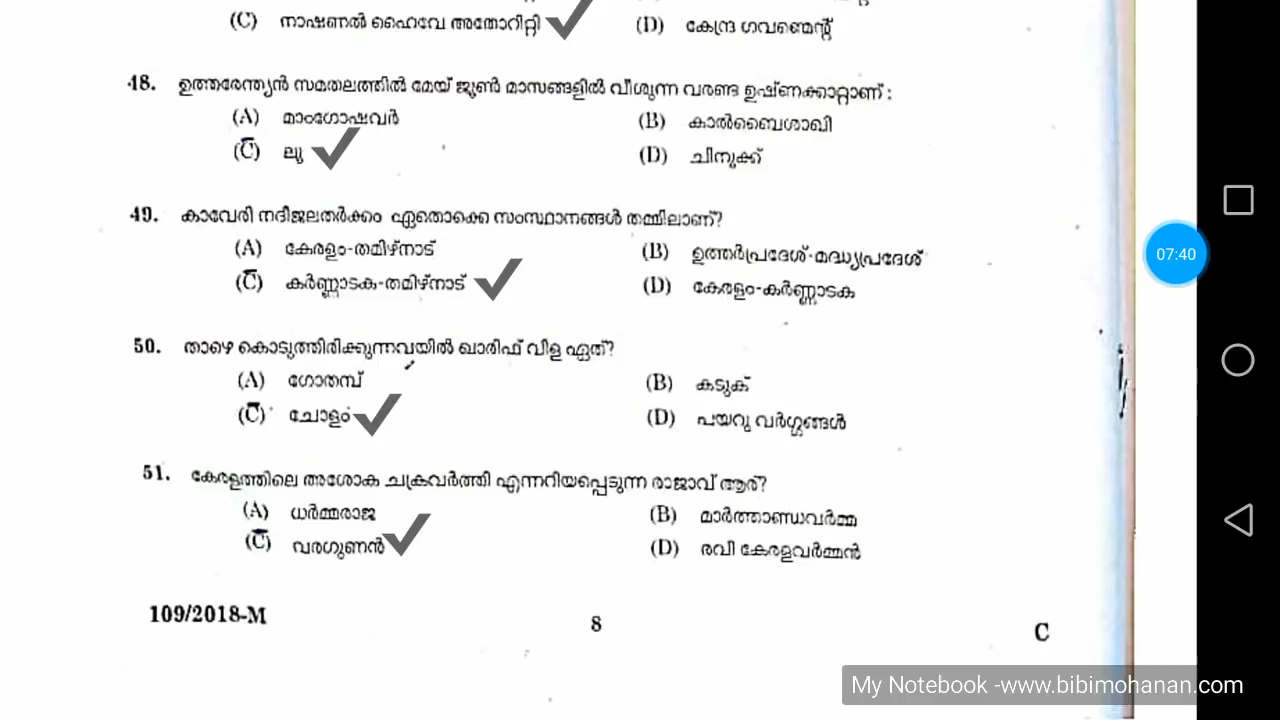 (C) നാഷണൽ ഹൈവേ അതോറിറ്റി (D) കേന്ദ്ര ഗവണ്മെന്റ്
48. ഉത്തരേന്ത്യൻ സമതലത്തിൽ മേയ് ജൂൺ മാസങ്ങളിൽ വീശുന്ന വരണ്ട ഉഷ്ണക്കാറ്റാണ് :
(A) മാംഗോഷവർ (B) കാൽബൈശാഖി
(C) ലൂ (D) ചിനൂക്ക്
49. കാവേരി നദീജലതർക്കം ഏതൊക്കെ സംസ്ഥാനങ്ങൾ തമ്മിലാണ്?
(A) കേരളം-തമിഴ്നാട് (B) ഉത്തർപ്രദേശ്-മദ്ധ്യപ്രദേശ്
(C) കർണ്ണാടക-തമിഴ്നാട് (D) കേരളം-കർണ്ണാടക
50. താഴെ കൊടുത്തിരിക്കുന്നവയിൽ ഖാരിഫ് വിള ഏത്?
(A) ഗോതമ്പ് (B) കടുക്
(C) ചോളം (D) പയറു വർഗ്ഗങ്ങൾ
51. കേരളത്തിലെ അശോക ചക്രവർത്തി എന്നറിയപ്പെടുന്ന രാജാവ് ആര്?
(A) ധർമ്മരാജ (B) മാർത്താണ്ഡവർമ്മ
(C) വരഗുണൻ (D) രവി കേരളവർമ്മൻ
109/2018-M 8 C
07:40
My Notebook -www.bibimohanan.com